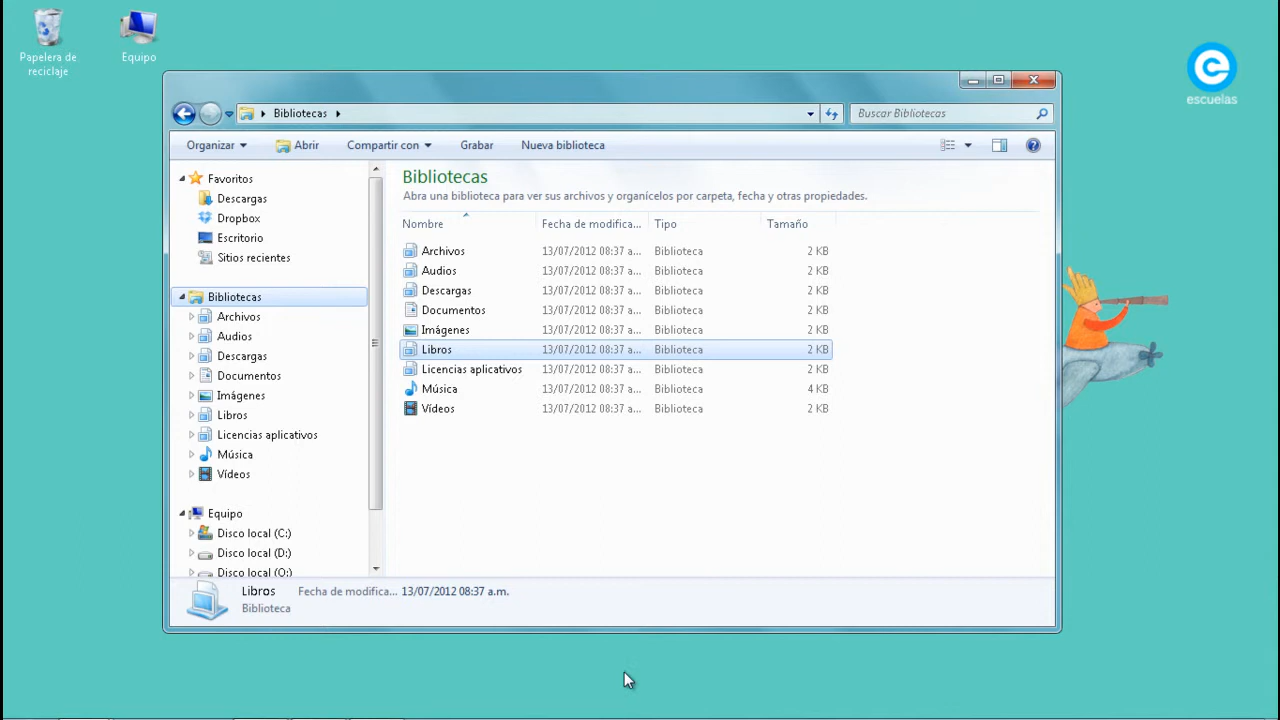 Papelera de
reciclaje
Equipo
escuelas
Bibliotecas
Buscar Bibliotecas
Organizar
Abrir
Compartir con
Grabar
Nueva biblioteca
Favoritos
Descargas
Dropbox
Escritorio
Sitios recientes
Bibliotecas
Archivos
Audios
Descargas
Documentos
Imágenes
Libros
Licencias aplicativos
Música
Vídeos
Equipo
Disco local (C:)
Disco local (D:)
Disco local (O:)
Bibliotecas
Abra una biblioteca para ver sus archivos y organícelos por carpeta, fecha y otras propiedades.
Nombre Fecha de modifica... Tipo Tamaño
Archivos 13/07/2012 08:37 a... Biblioteca 2 KB
Audios 13/07/2012 08:37 a... Biblioteca 2 KB
Descargas 13/07/2012 08:37 a... Biblioteca 2 KB
Documentos 13/07/2012 08:37 a... Biblioteca 2 KB
Imágenes 13/07/2012 08:37 a... Biblioteca 2 KB
Libros 13/07/2012 08:37 a... Biblioteca 2 KB
Licencias aplicativos 13/07/2012 08:37 a... Biblioteca 2 KB
Música 13/07/2012 08:37 a... Biblioteca 4 KB
Vídeos 13/07/2012 08:37 a... Biblioteca 2 KB
Libros Fecha de modifica... 13/07/2012 08:37 a.m.
Biblioteca